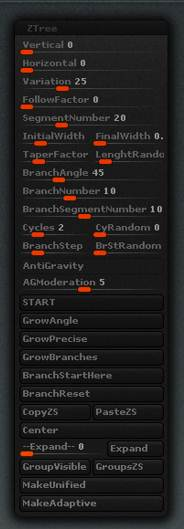 ZTree
Vertical 0
Horizontal 0
Variation 25
FollowFactor 0
SegmentNumber 20
InitialWidth FinalWidth 0.
TaperFactor LenghtRando
BranchAngle 45
BranchNumber 10
BranchSegmentNumber 10
Cycles 2 CyRandom 0
BranchStep BrStRandom
AntiGravity
AGModeration 5
START
GrowAngle
GrowPrecise
GrowBranches
BranchStartHere
BranchReset
CopyZS PasteZS
Center
--Expand-- 0 Expand
GroupVisible GroupsZS
MakeUnified
MakeAdaptive